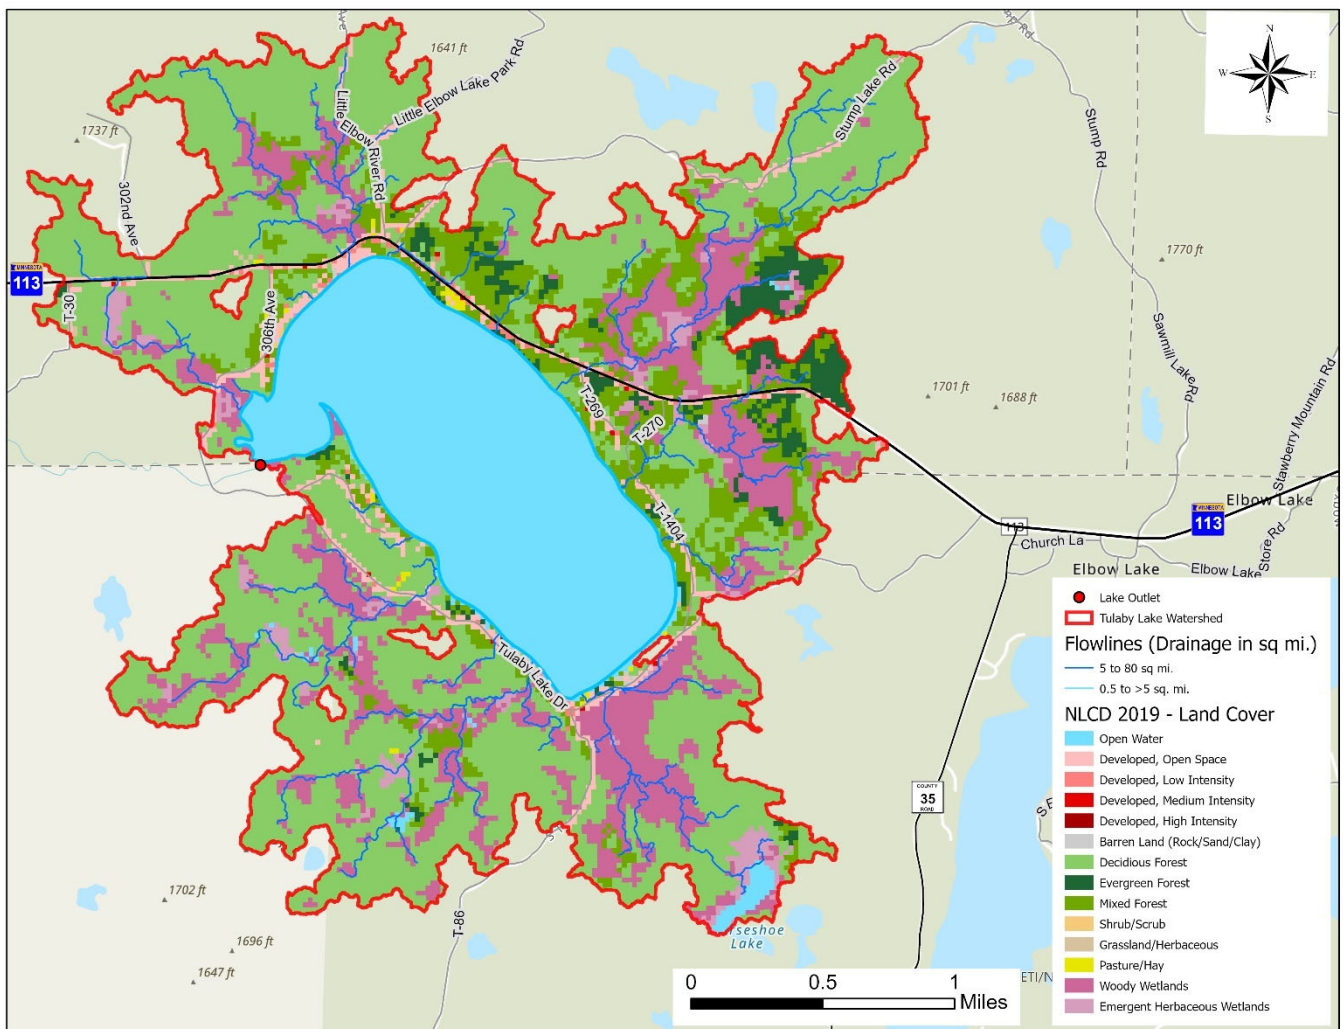 1641 ft
Little Elbow Lake Park Rd
Little Elbow River Rd
Stump Lake Rd
Stump Rd
N
W
E
S
1737 ft
302nd Ave
MINNESOTA
113
T-30
306th Ave
1770 ft
Sawmill Lake Rd
Stawberry Mountain Rd
1701 ft
1688 ft
T-269
T-270
T-1404
Elbow Lake
MINNESOTA
113
113
Church La
Store Rd
Elbow Lake
Elbow Lake
Tulaby Lake Dr
COUNTY
35
ROAD
1702 ft
1696 ft
1647 ft
T-86
rseshoe
Lake
ETI/N
Lake Outlet
Tulaby Lake Watershed
Flowlines (Drainage in sq mi.)
5 to 80 sq mi.
0.5 to >5 sq. mi.
NLCD 2019 - Land Cover
Open Water
Developed, Open Space
Developed, Low Intensity
Developed, Medium Intensity
Developed, High Intensity
Barren Land (Rock/Sand/Clay)
Decidious Forest
Evergreen Forest
Mixed Forest
Shrub/Scrub
Grassland/Herbaceous
Pasture/Hay
Woody Wetlands
Emergent Herbaceous Wetlands
0 0.5 1
Miles